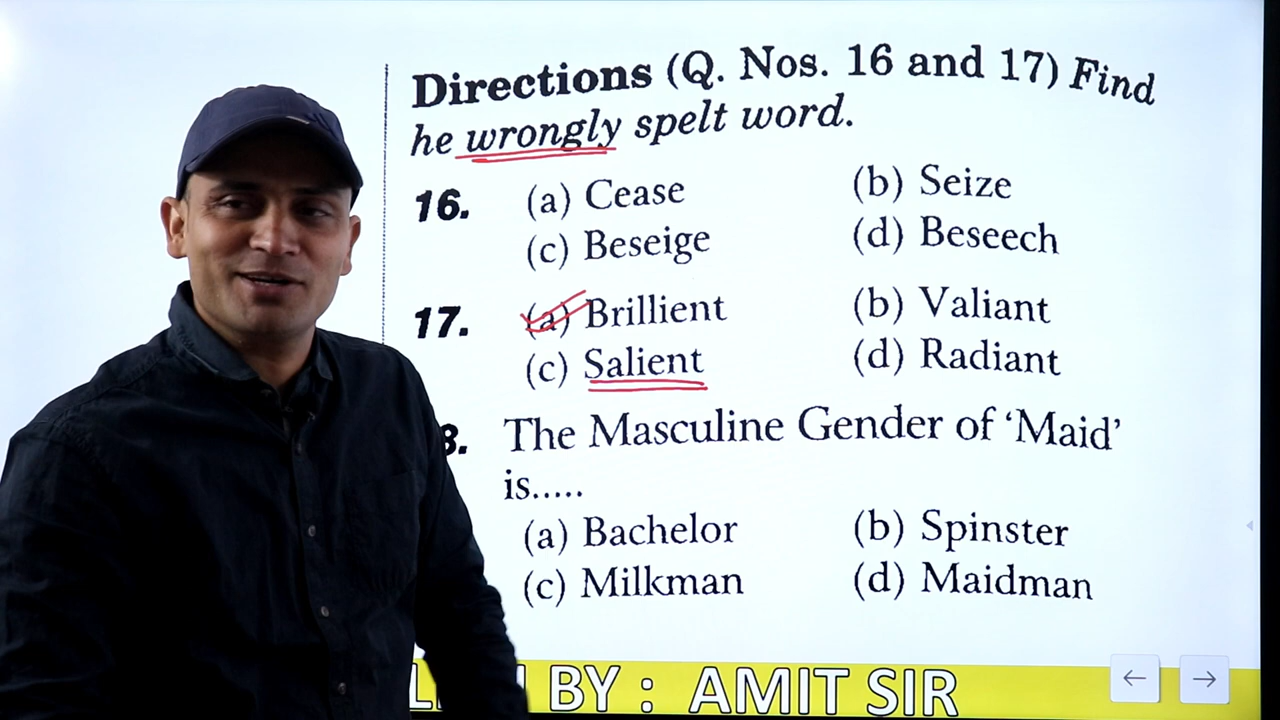 Directions (Q. Nos. 16 and 17) Find
he wrongly spelt word.
16. (a) Cease (b) Seize
(c) Beseige (d) Beseech
17. (a) Brillient (b) Valiant
(c) Salient (d) Radiant
8. The Masculine Gender of ‘Maid’
is.....
(a) Bachelor (b) Spinster
(c) Milkman (d) Maidman
BY : AMIT SIR